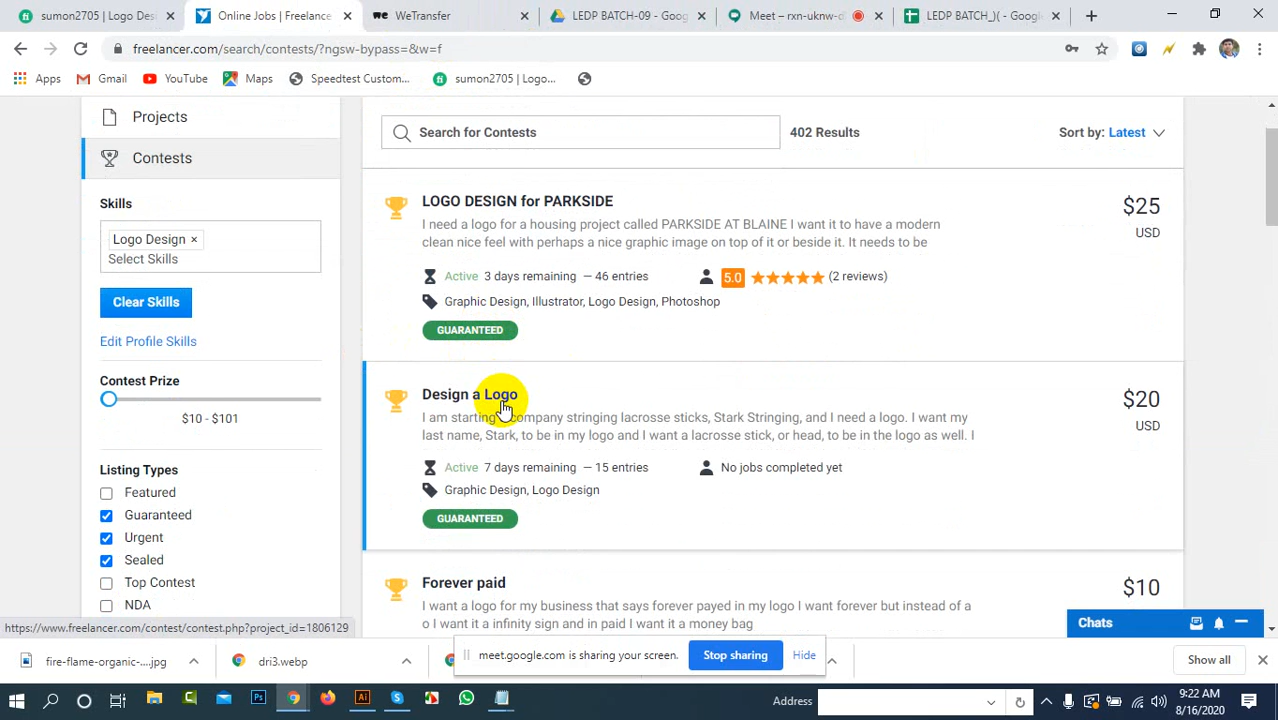 sumon2705 | Logo Des
Online Jobs | Freelance
WeTransfer
LEDP BATCH-09 - Goog
Meet – rxn-uknw-d
LEDP BATCH_)( - Google
freelancer.com/search/contests/?ngsw-bypass=&w=f
Apps
Gmail
YouTube
Maps
Speedtest Custom...
sumon2705 | Logo...
Projects
Contests
Skills
Logo Design ×
Select Skills
Clear Skills
Edit Profile Skills
Contest Prize
$10 - $101
Listing Types
Featured
Guaranteed
Urgent
Sealed
Top Contest
NDA
Search for Contests
402 Results
Sort by: Latest
LOGO DESIGN for PARKSIDE
$25
USD
I need a logo for a housing project called PARKSIDE AT BLAINE I want it to have a modern
clean nice feel with perhaps a nice graphic image on top of it or beside it. It needs to be
Active 3 days remaining – 46 entries
5.0
(2 reviews)
Graphic Design, Illustrator, Logo Design, Photoshop
GUARANTEED
Design a Logo
$20
USD
I am starting company stringing lacrosse sticks, Stark Stringing, and I need a logo. I want my
last name, Stark, to be in my logo and I want a lacrosse stick, or head, to be in the logo as well. I
Active 7 days remaining – 15 entries
No jobs completed yet
Graphic Design, Logo Design
GUARANTEED
Forever paid
$10
I want a logo for my business that says forever payed in my logo I want forever but instead of a
o I want it a infinity sign and in paid I want it a money bag
Chats
https://www.freelancer.com/contest/contest.php?project_id=1806129
fire-flame-organic-....jpg
dri3.webp
meet.google.com is sharing your screen.
Stop sharing
Hide
Show all
Ps
Ai
Address
9:22 AM
8/16/2020